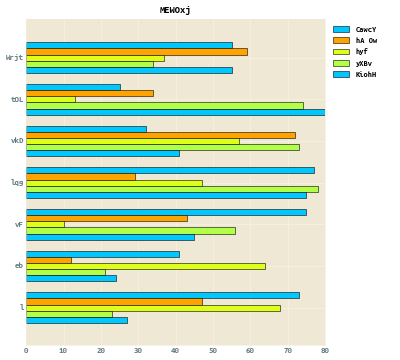 MEWOxj
CawcY
hA Ow
hyf
yXBv
KiohH
Wrjt
tOL
vkD
lqg
vF
eb
l
0 10 20 30 40 50 60 70 80